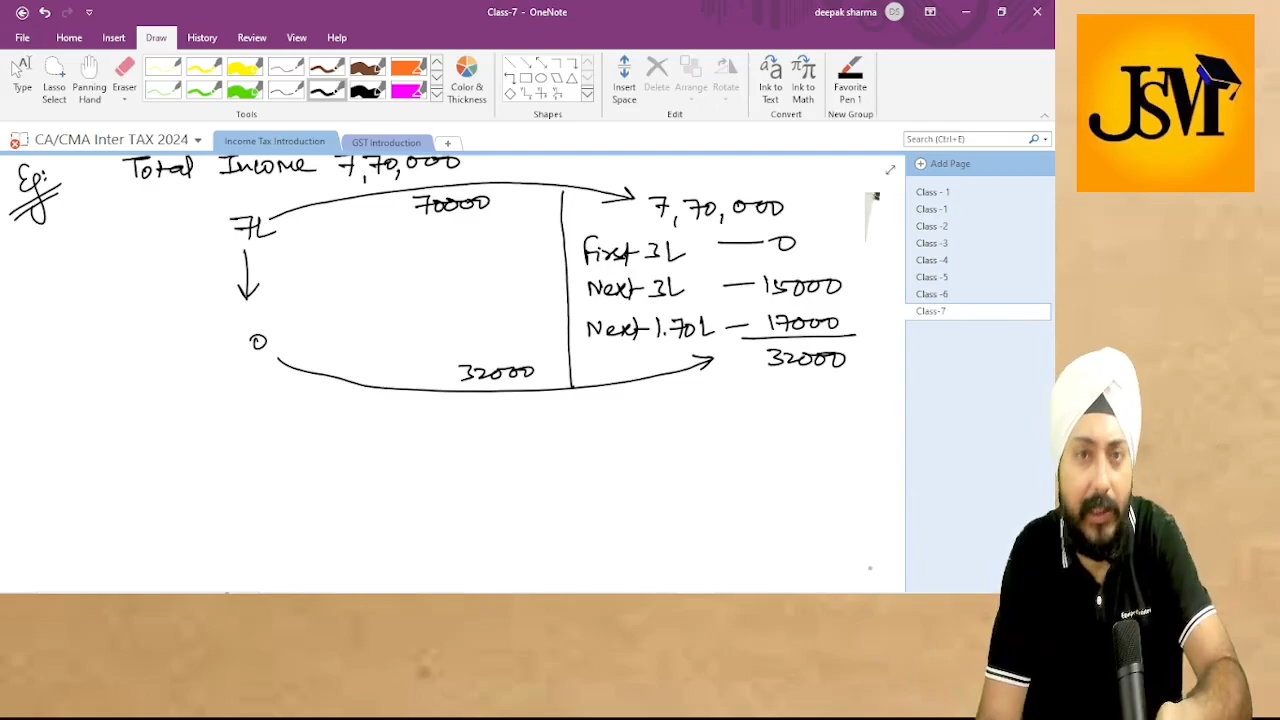 Class-7 - OneNote
deepak sharma
DS
File Home Insert Draw History Review View Help
Type
Lasso Select
Panning Hand
Eraser
Color & Thickness
Insert Space
Delete
Arrange
Rotate
Ink to Text
Ink to Math
Favorite Pen 1
Tools
Shapes
Edit
Convert
New Group
CA/CMA Inter TAX 2024
Income Tax Introduction
GST Introduction
Search (Ctrl+E)
Add Page
Class - 1
Class -1
Class -2
Class -3
Class -4
Class -5
Class -6
Class-7
Eg:
Total Income 7,70,000
7L
70000
7,70,000
First 3L — 0
Next 3L — 15000
Next 1.70L — 17000
0
32000
32000
JSM